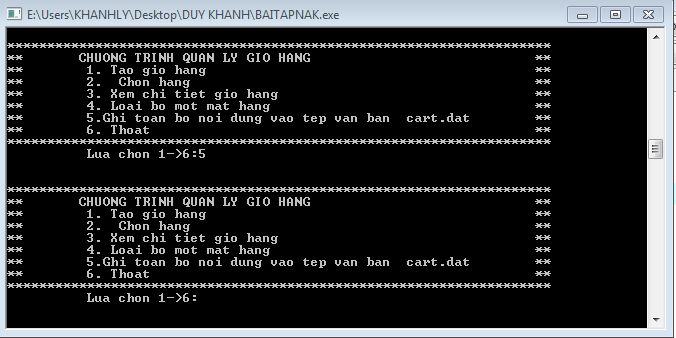 E:\Users\KHANHLY\Desktop\DUY KHANH\BAITAPNAK.exe
********************************************************************
** CHUONG TRINH QUAN LY GIO HANG **
** 1. Tao gio hang **
** 2.  Chon hang **
** 3. Xem chi tiet gio hang **
** 4. Loai bo mot mat hang **
** 5.Ghi toan bo noi dung vao tep van ban  cart.dat **
** 6. Thoat **
********************************************************************
Lua chon 1->6:5
********************************************************************
** CHUONG TRINH QUAN LY GIO HANG **
** 1. Tao gio hang **
** 2.  Chon hang **
** 3. Xem chi tiet gio hang **
** 4. Loai bo mot mat hang **
** 5.Ghi toan bo noi dung vao tep van ban  cart.dat **
** 6. Thoat **
********************************************************************
Lua chon 1->6: